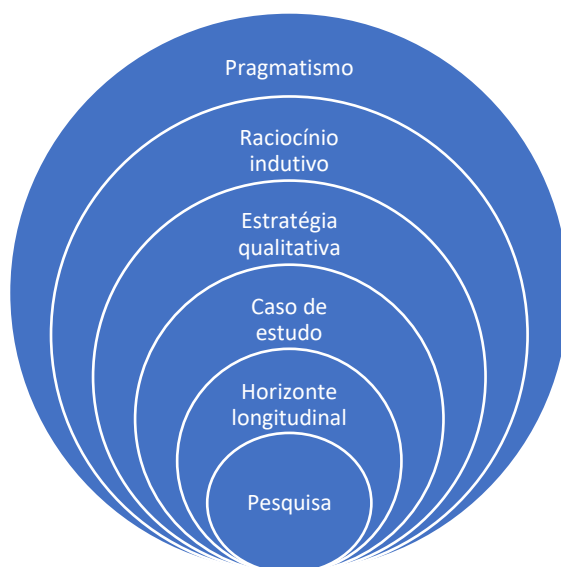 Pragmatismo
Raciocínio
indutivo
Estratégia
qualitativa
Caso de
estudo
Horizonte
longitudinal
Pesquisa